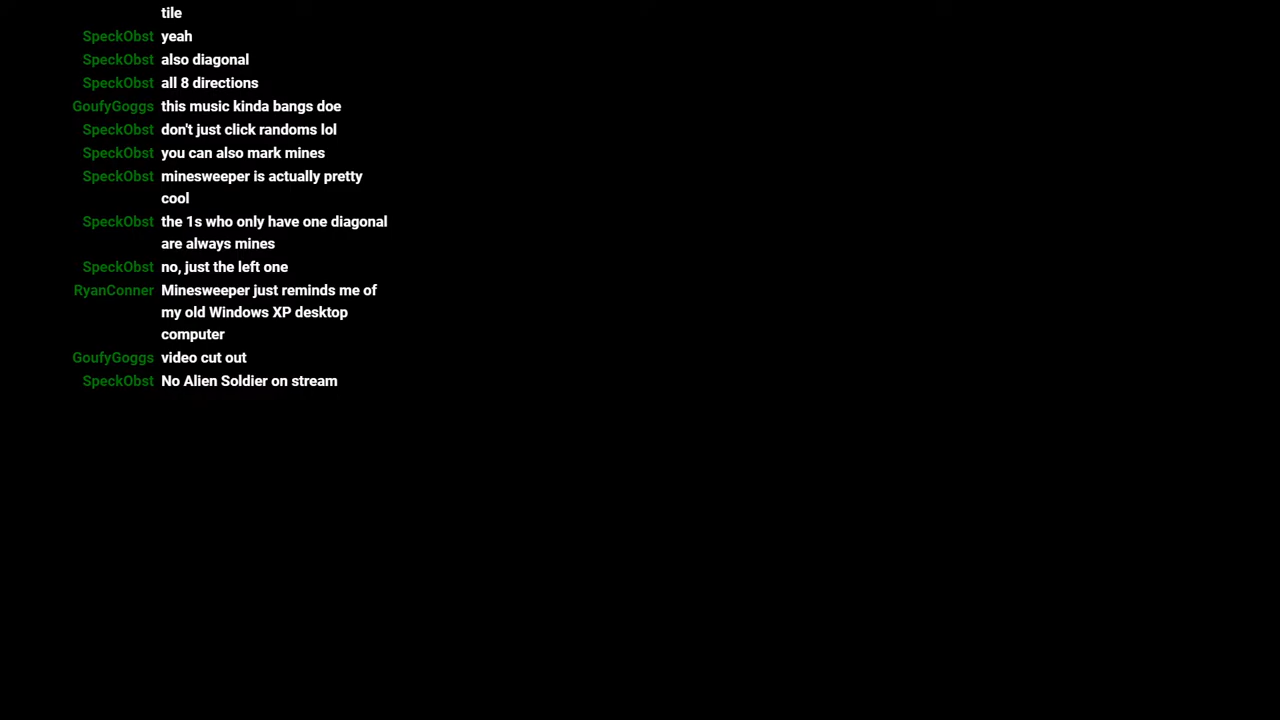 tile
SpeckObst yeah
SpeckObst also diagonal
SpeckObst all 8 directions
GoufyGoggs this music kinda bangs doe
SpeckObst don't just click randoms lol
SpeckObst you can also mark mines
SpeckObst minesweeper is actually pretty
cool
SpeckObst the 1s who only have one diagonal
are always mines
SpeckObst no, just the left one
RyanConner Minesweeper just reminds me of
my old Windows XP desktop
computer
GoufyGoggs video cut out
SpeckObst No Alien Soldier on stream